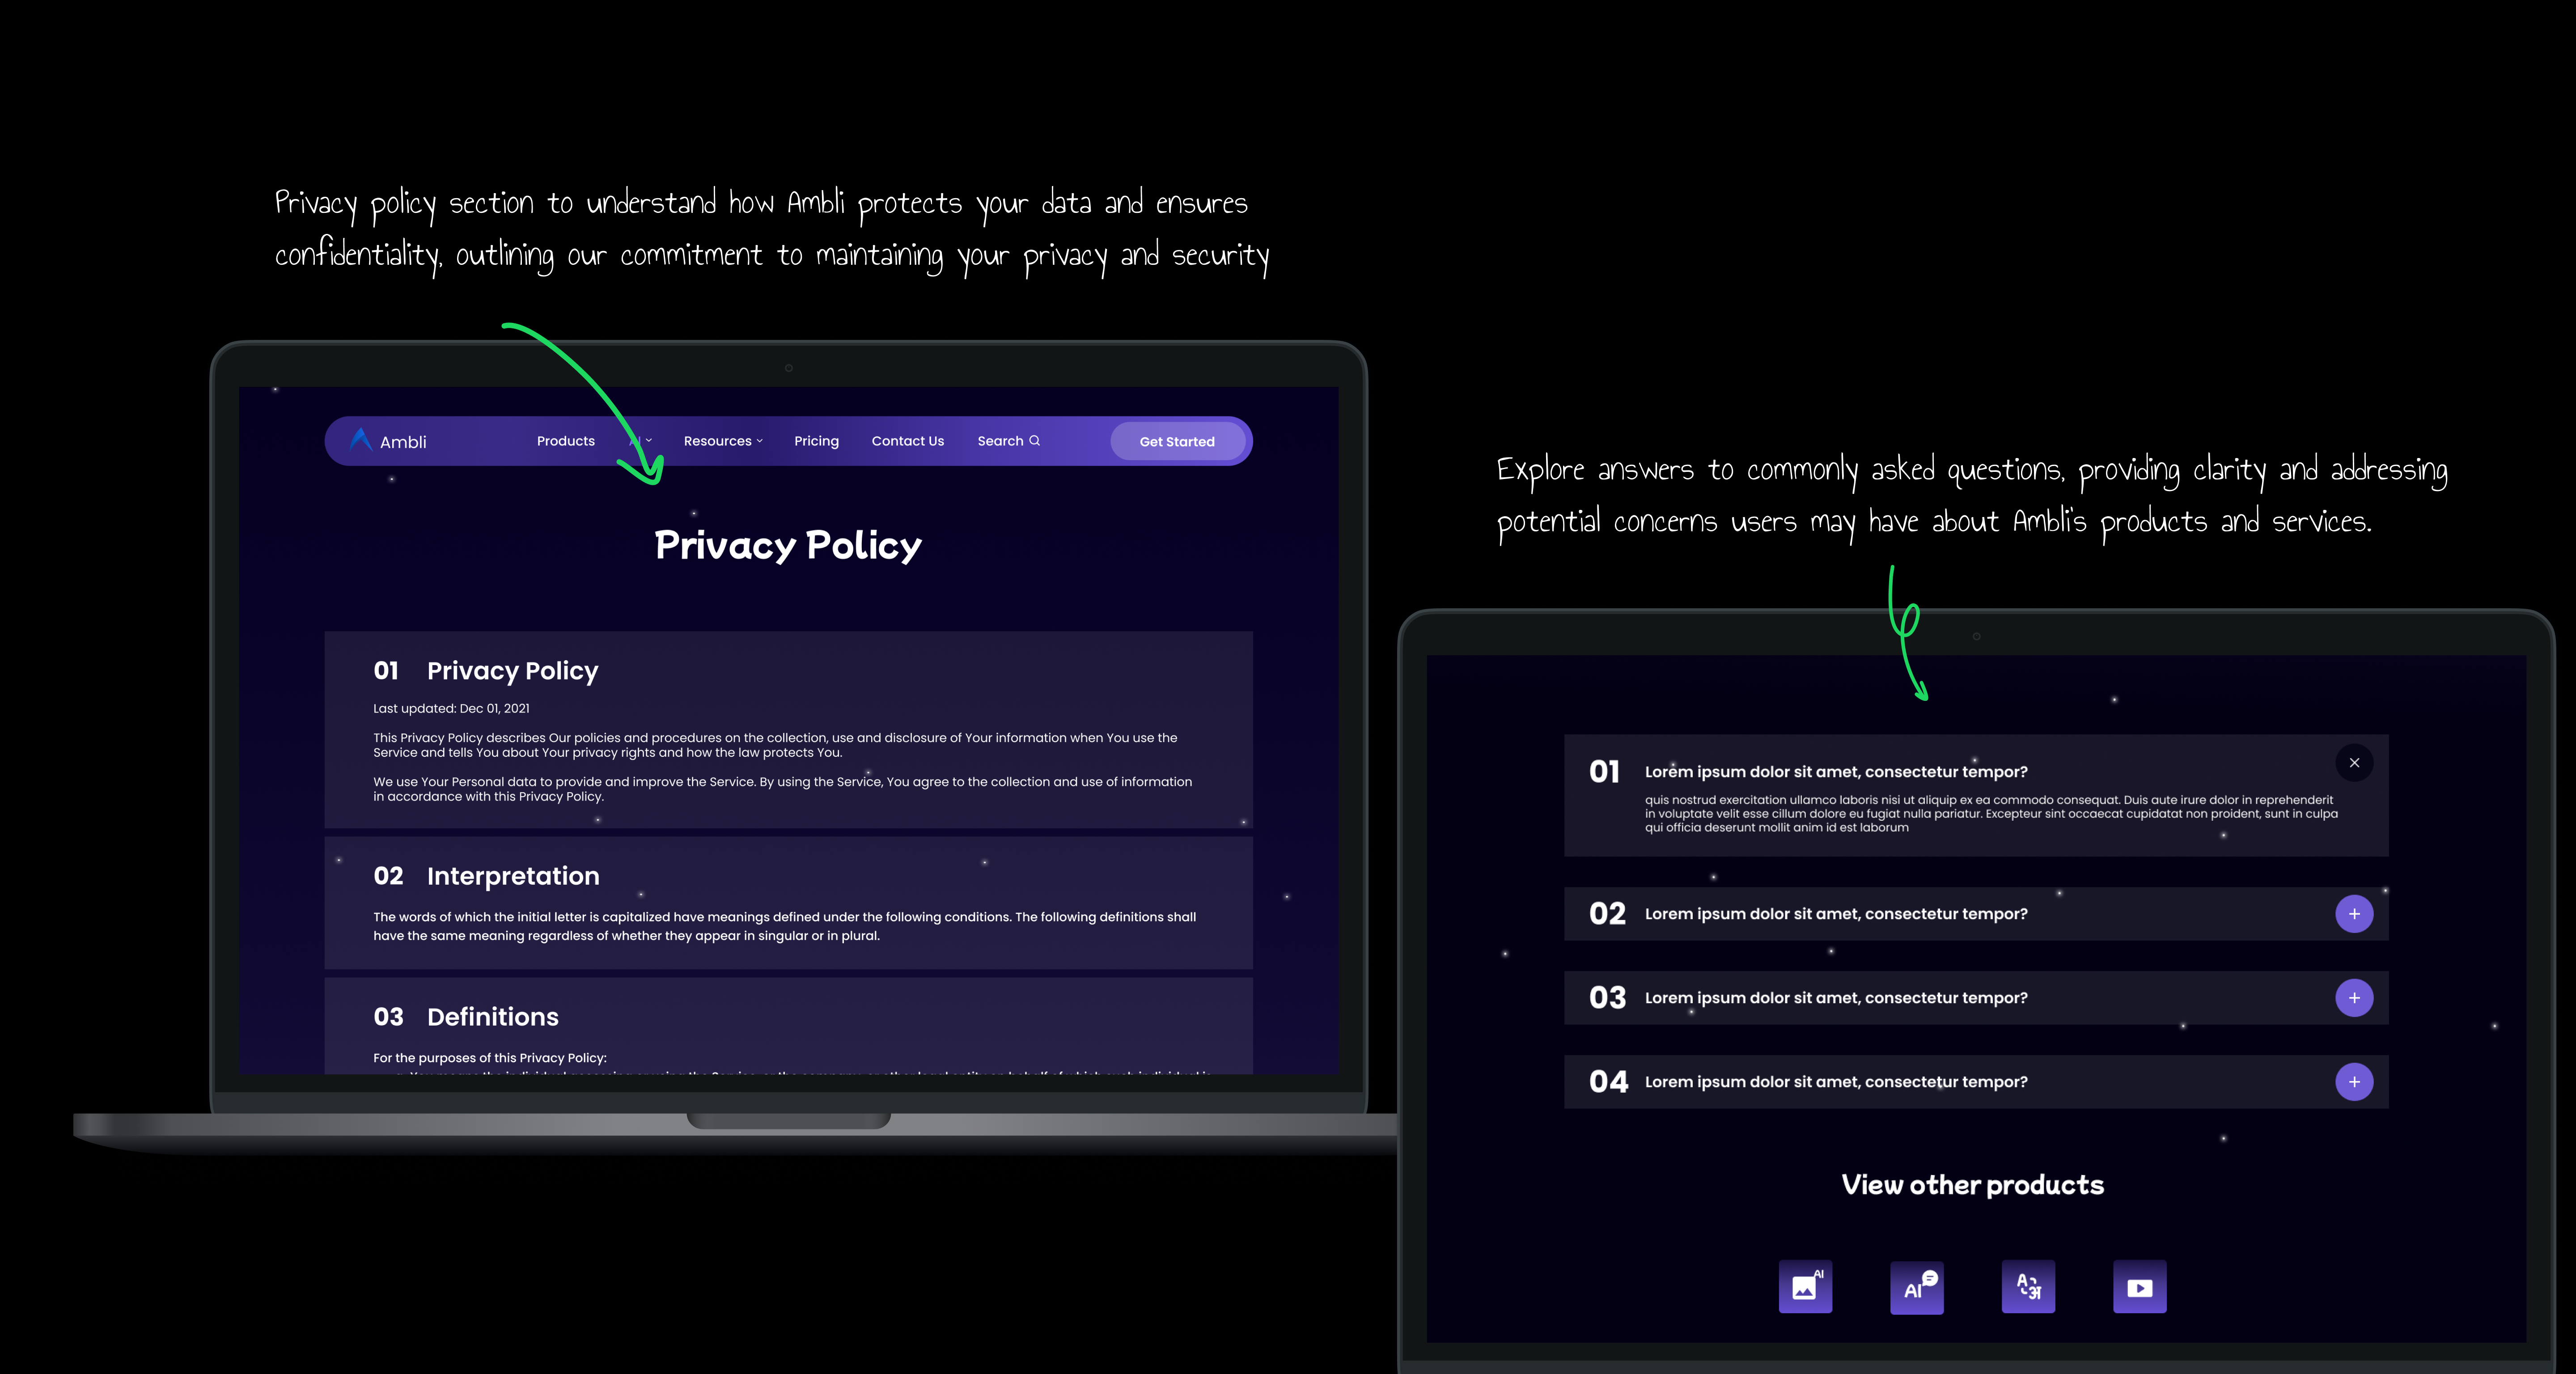 Privacy policy section to understand how Ambli protects your data and ensures
confidentiality, outlining our commitment to maintaining your privacy and security
Ambli
Products
AI
Resources
Pricing
Contact Us
Search
Get Started
Privacy Policy
01 Privacy Policy
Last updated: Dec 01, 2021
This Privacy Policy describes Our policies and procedures on the collection, use and disclosure of Your information when You use the
Service and tells You about Your privacy rights and how the law protects You.
We use Your Personal data to provide and improve the Service. By using the Service, You agree to the collection and use of information
in accordance with this Privacy Policy.
02 Interpretation
The words of which the initial letter is capitalized have meanings defined under the following conditions. The following definitions shall
have the same meaning regardless of whether they appear in singular or in plural.
03 Definitions
For the purposes of this Privacy Policy:
Explore answers to commonly asked questions, providing clarity and addressing
potential concerns users may have about Ambli's products and services.
01 Lorem ipsum dolor sit amet, consectetur tempor?
quis nostrud exercitation ullamco laboris nisi ut aliquip ex ea commodo consequat. Duis aute irure dolor in reprehenderit
in voluptate velit esse cillum dolore eu fugiat nulla pariatur. Excepteur sint occaecat cupidatat non proident, sunt in culpa
qui officia deserunt mollit anim id est laborum
02 Lorem ipsum dolor sit amet, consectetur tempor?
03 Lorem ipsum dolor sit amet, consectetur tempor?
04 Lorem ipsum dolor sit amet, consectetur tempor?
View other products
AI
AI
A अ